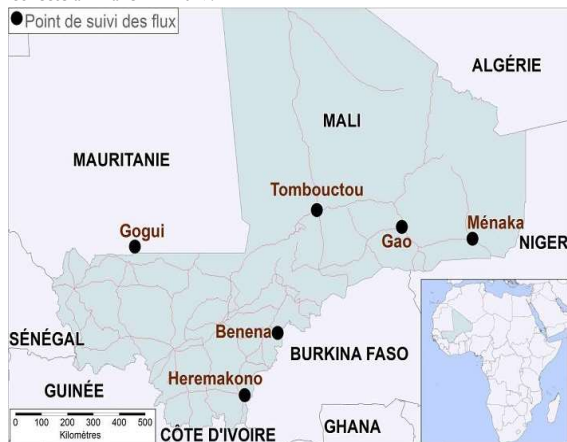 Point de suivi des flux
ALGÉRIE
MALI
MAURITANIE
Tombouctou
Gogui
Ménaka
Gao
NIGER
SÉNÉGAL
Benena
BURKINA FASO
Heremakono
GUINÉE
0 100 200 300 400 500
Kilomètres
CÔTE D'IVOIRE
GHANA